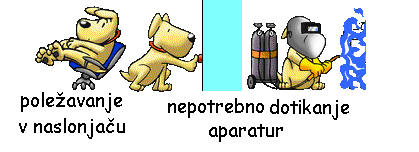 poležavanje
v naslonjaču
nepotrebno dotikanje
aparatur